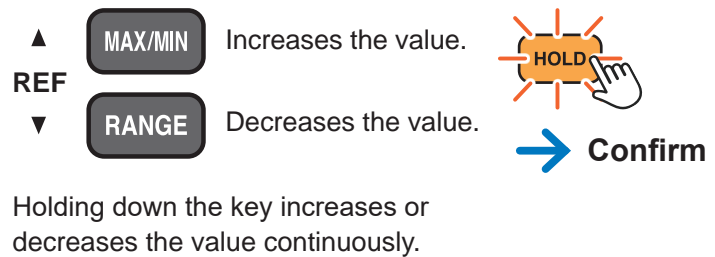 ▲ MAX/MIN Increases the value.
HOLD
REF
▼ RANGE Decreases the value.
Confirm
Holding down the key increases or
decreases the value continuously.